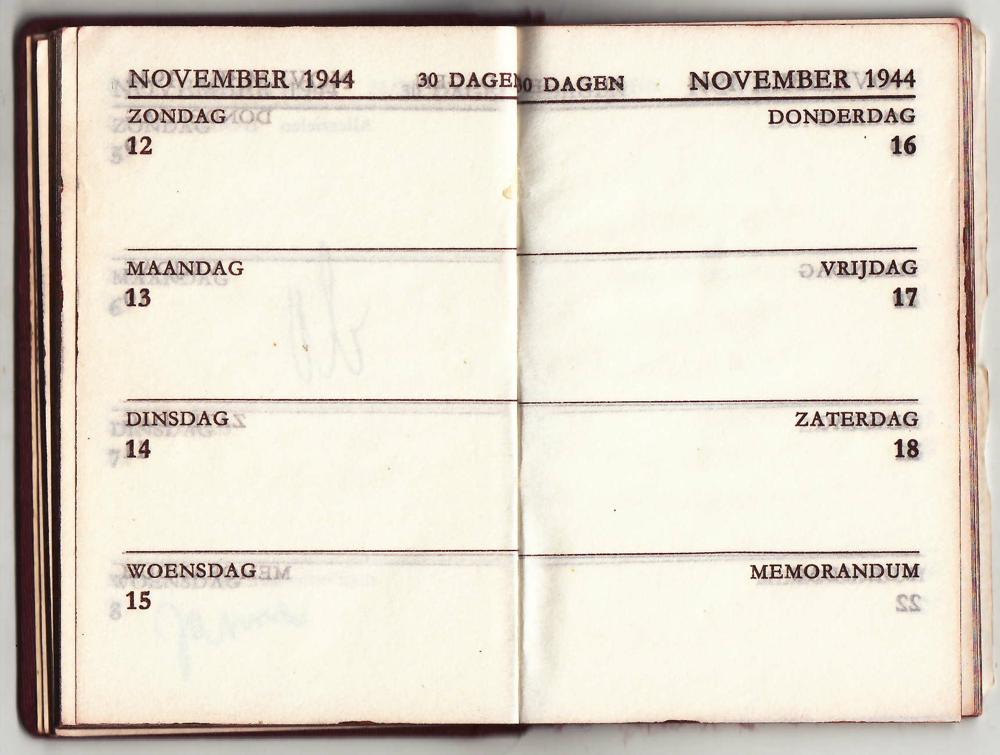 NOVEMBER 1944 30 DAGEN
ZONDAG
12
MAANDAG
13
DINSDAG
14
WOENSDAG
15
30 DAGEN NOVEMBER 1944
DONDERDAG
16
VRIJDAG
17
ZATERDAG
18
MEMORANDUM